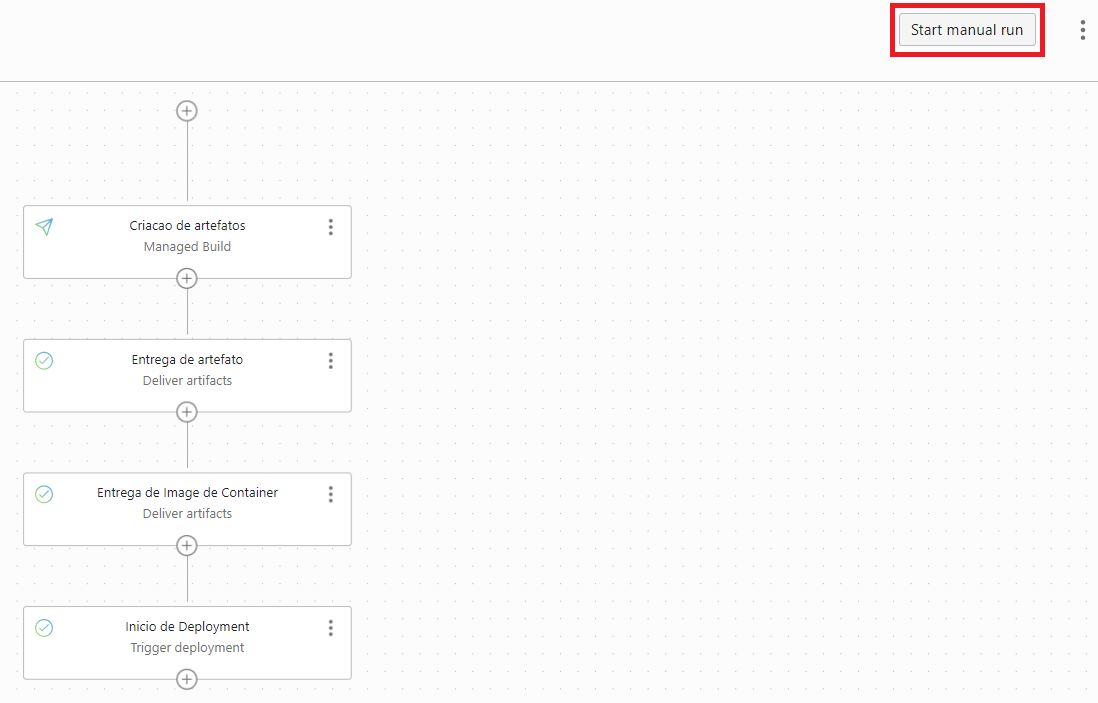 Start manual run
Criacao de artefatos
Managed Build
Entrega de artefato
Deliver artifacts
Entrega de Image de Container
Deliver artifacts
Inicio de Deployment
Trigger deployment